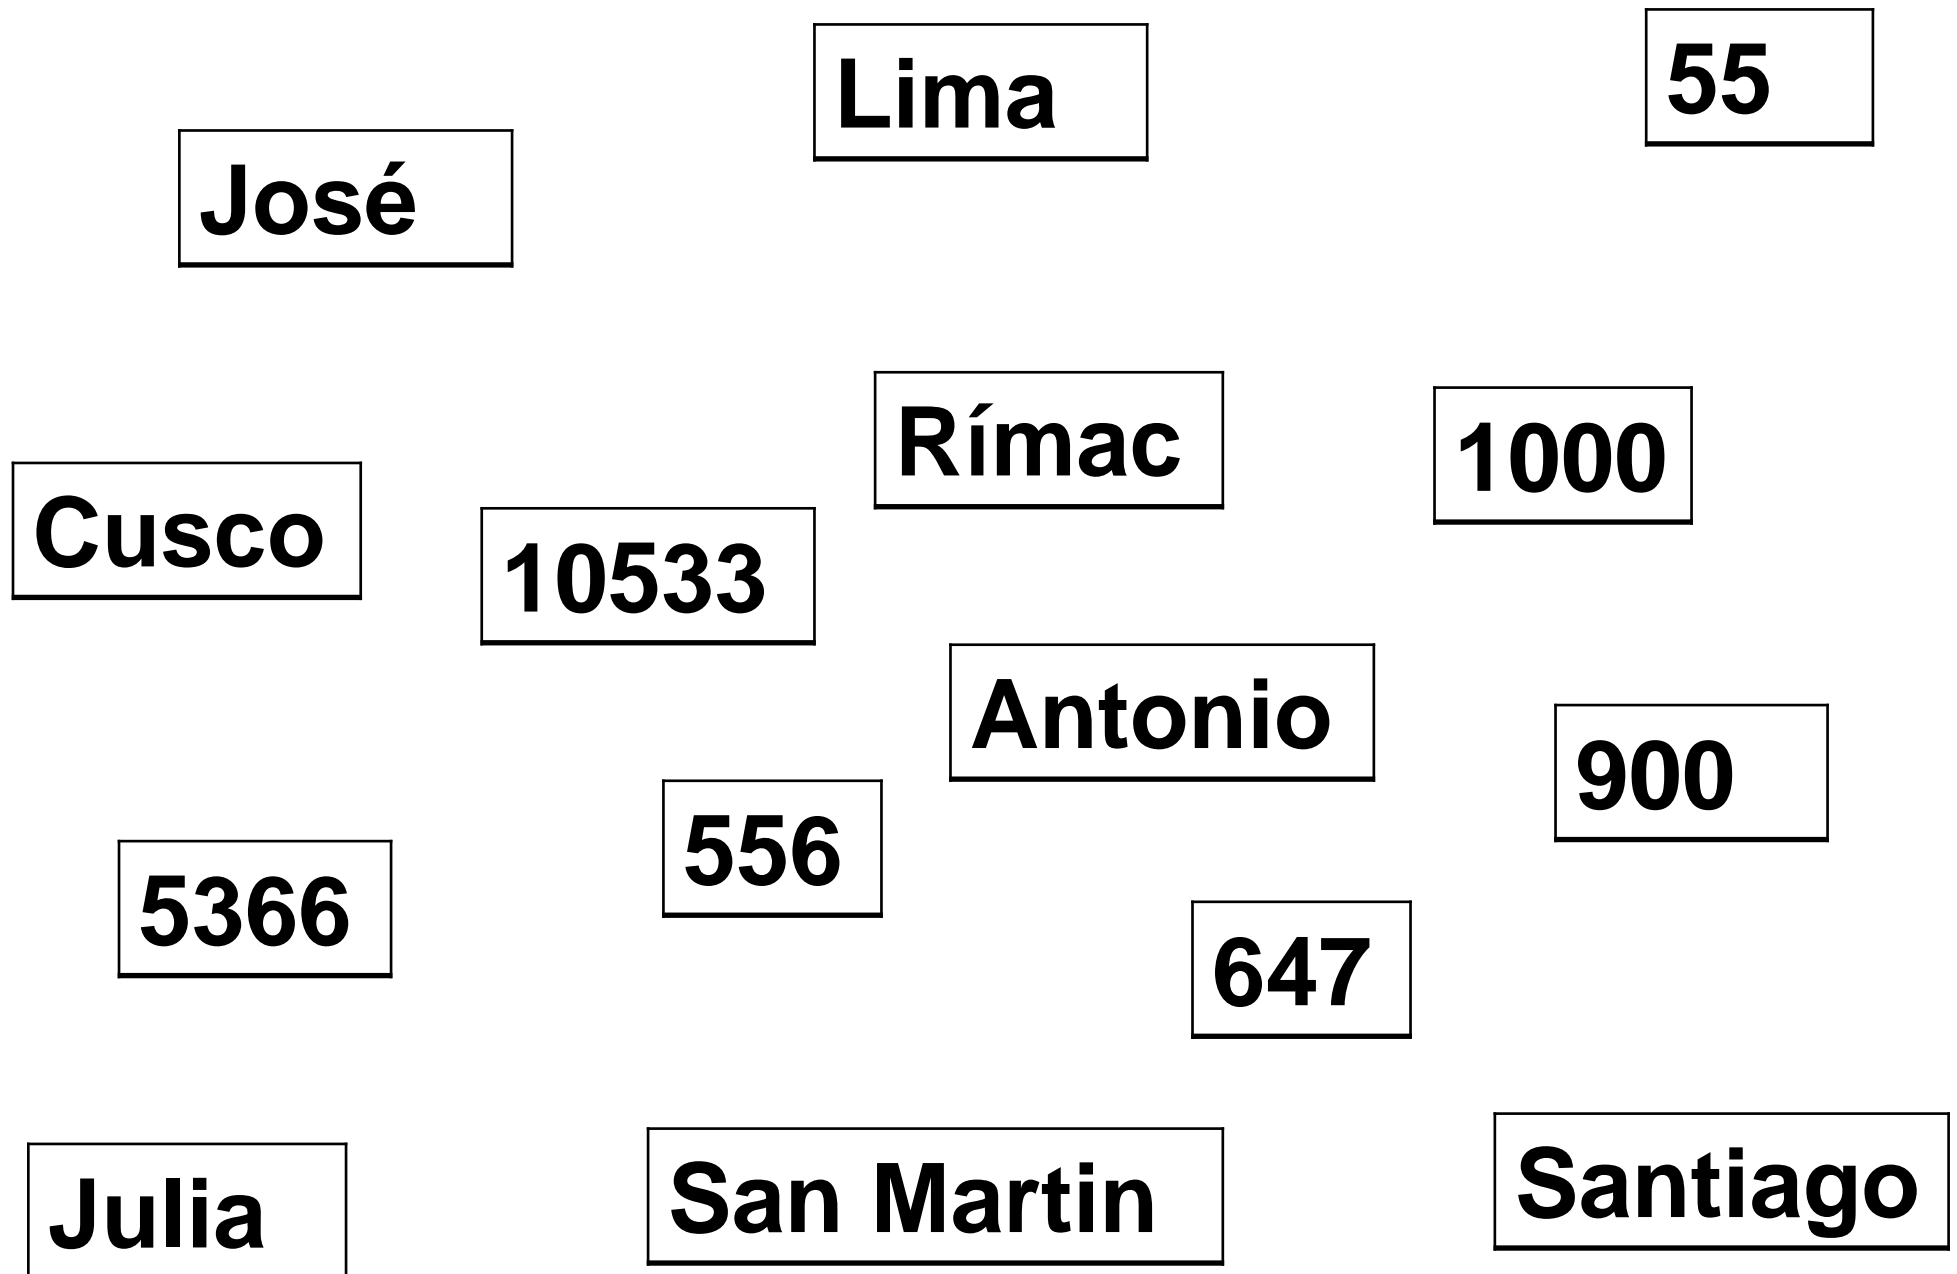 Lima
55
José
Rímac
1000
Cusco
10533
Antonio
900
556
5366
647
Santiago
San Martin
Julia